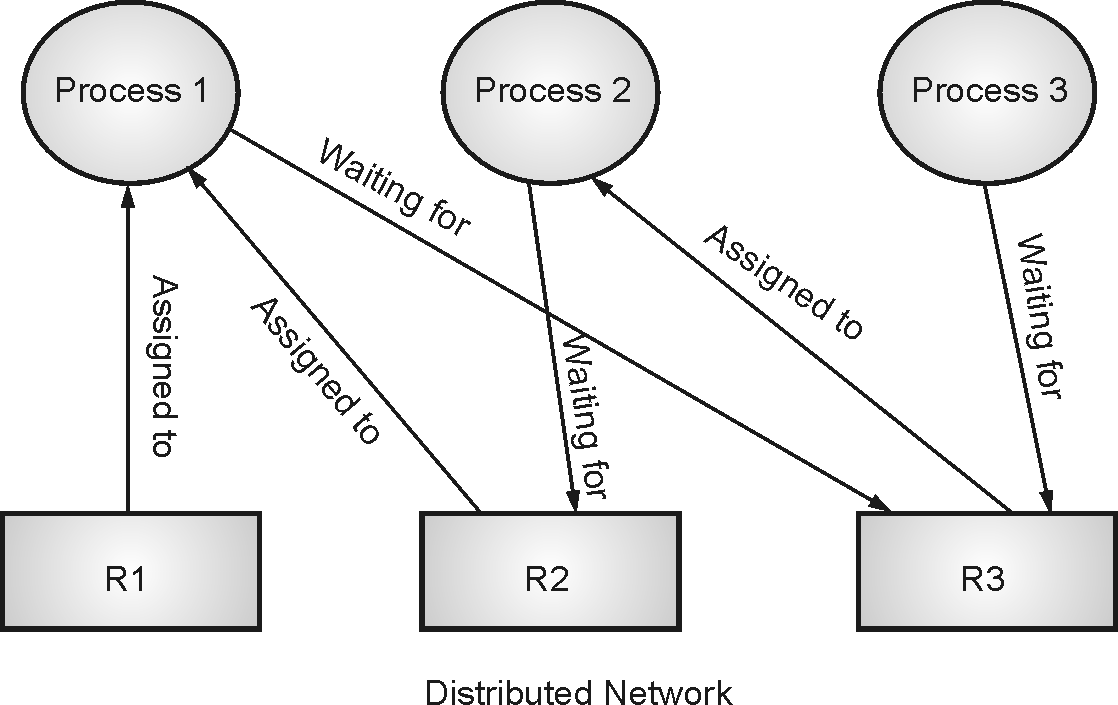 Process 1
Process 2
Process 3
Waiting for
Assigned to
Waiting for
Assigned to
Assigned to
Waiting for
R1
R2
R3
Distributed Network